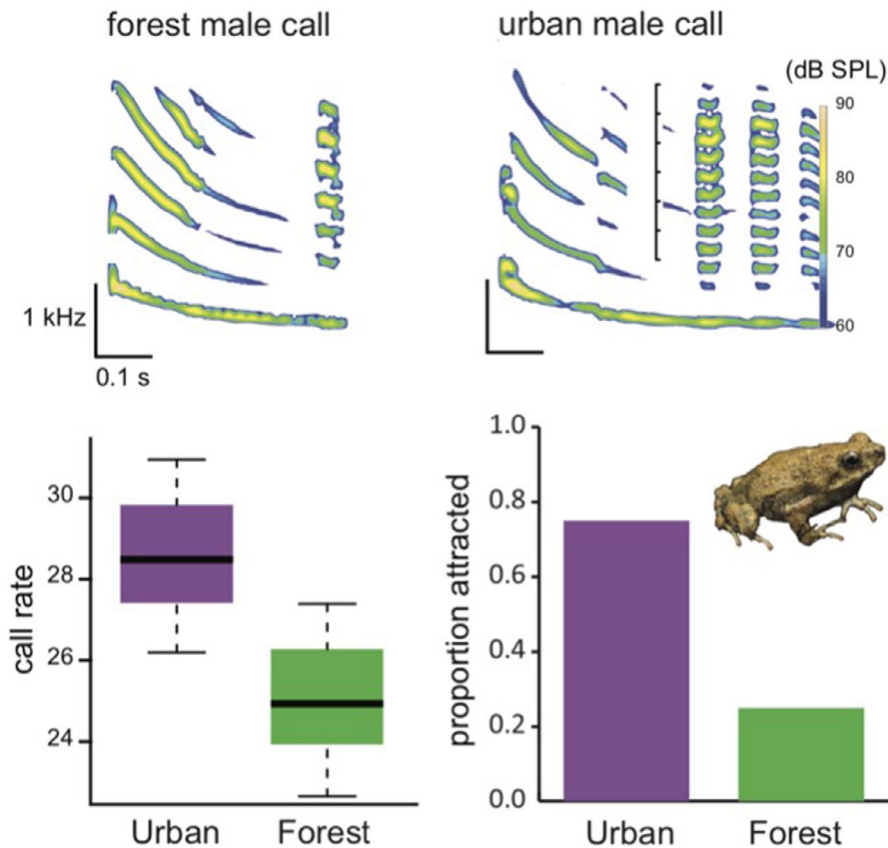 forest male call
urban male call
(dB SPL)
90
80
70
60
1 kHz
0.1 s
call rate
30
28
26
24
Urban
Forest
proportion attracted
1.0
0.8
0.6
0.4
0.2
0.0
Urban
Forest